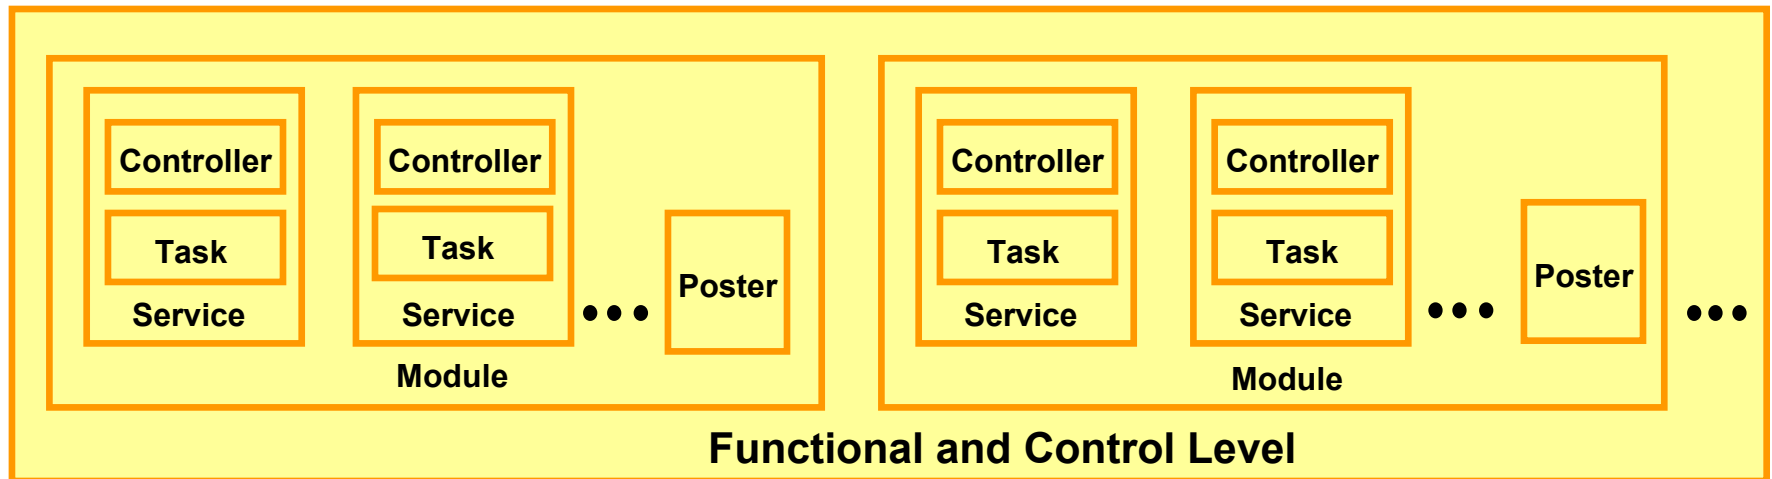 Controller
Task
Service
Controller
Task
Service
•••
Poster
Module
Controller
Task
Service
Controller
Task
Service
•••
Poster
Module
•••
Functional and Control Level